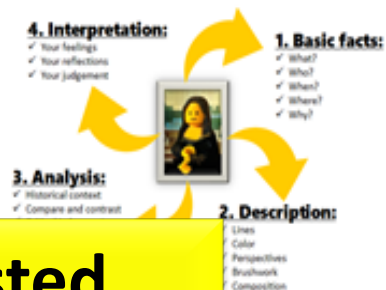 4. Interpretation:
✓ Your feelings
✓ Your reflections
✓ Your judgement
1. Basic facts:
✓ What?
✓ Who?
✓ When?
✓ Where?
✓ Why?
3. Analysis:
✓ Historical context
✓ Compare and contrast
2. Description:
✓ Lines
✓ Color
✓ Perspectives
✓ Brushwork
✓ Composition